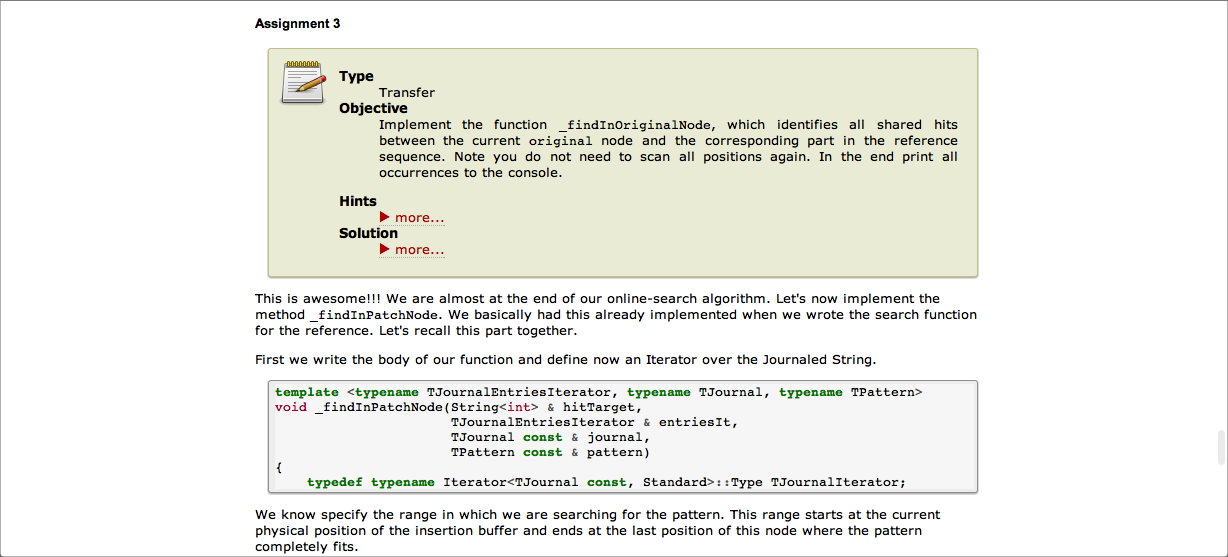 Assignment 3
Type
Transfer
Objective
Implement the function _findInOriginalNode, which identifies all shared hits
between the current original node and the corresponding part in the reference
sequence. Note you do not need to scan all positions again. In the end print all
occurrences to the console.
Hints
more...
Solution
more...
This is awesome!!! We are almost at the end of our online-search algorithm. Let's now implement the
method _findInPatchNode. We basically had this already implemented when we wrote the search function
for the reference. Let's recall this part together.
First we write the body of our function and define now an Iterator over the Journaled String.
template <typename TJournalEntriesIterator, typename TJournal, typename TPattern>
void _findInPatchNode(String<int> & hitTarget,
                      TJournalEntriesIterator & entriesIt,
                      TJournal const & journal,
                      TPattern const & pattern)
{
    typedef typename Iterator<TJournal const, Standard>::Type TJournalIterator;
We know specify the range in which we are searching for the pattern. This range starts at the current
physical position of the insertion buffer and ends at the last position of this node where the pattern
completely fits.